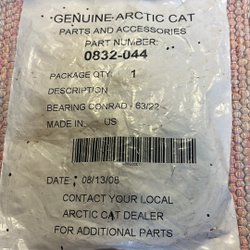 GENUINE ARCTIC CAT
PARTS AND ACCESSORIES
PART NUMBER:
0832-044
PACKAGE QTY. 1
DESCRIPTION
BEARING CONRAD - 63/22
MADE IN: US
DATE : 08/13/08
CONTACT YOUR LOCAL
ARCTIC CAT DEALER
FOR ADDITIONAL PARTS